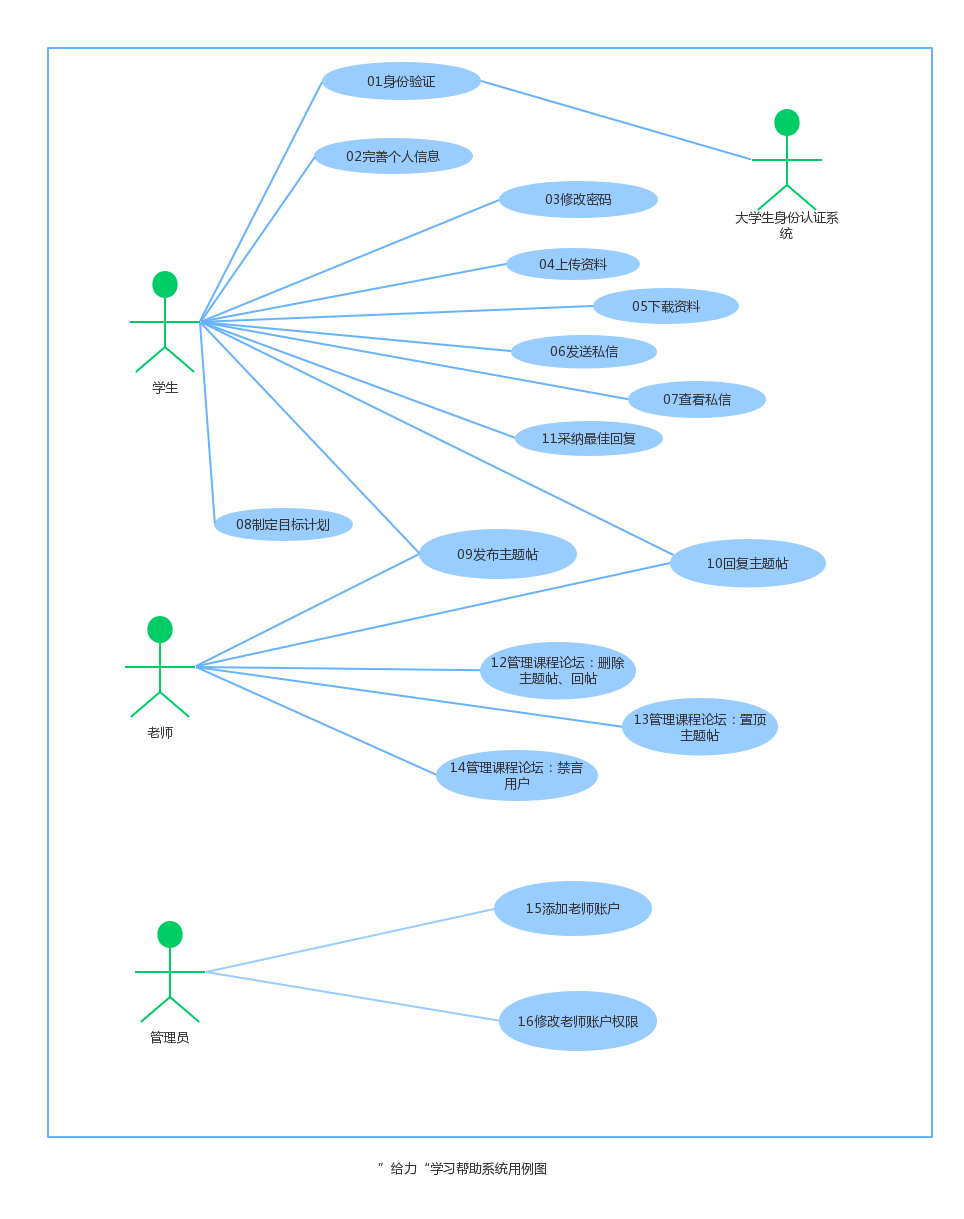 01身份验证
02完善个人信息
03修改密码
大学生身份认证系
统
04上传资料
05下载资料
06发送私信
学生
07查看私信
11采纳最佳回复
08制定目标计划
09发布主题帖
10回复主题帖
12管理课程论坛：删除
主题帖、回帖
13管理课程论坛：置顶
主题帖
老师
14管理课程论坛：禁言
用户
15添加老师账户
16修改老师账户权限
管理员
”给力“学习帮助系统用例图